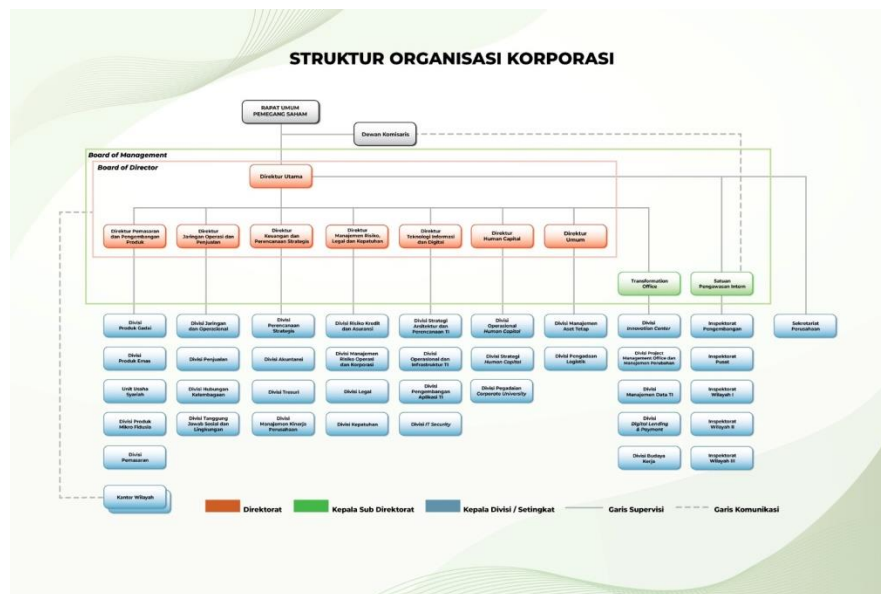 STRUKTUR ORGANISASI KORPORASI
RAPAT UMUM
PEMEGANG SAHAM
Dewan Komisaris
Board of Management
Board of Director
Direktur Utama
Direktur Pemasaran
dan Pengembangan
Produk
Direktur
Jaringan Operasi dan
Penjualan
Direktur
Keuangan dan
Perencanaan Strategis
Direktur
Manajemen Risiko,
Legal dan Kepatuhan
Direktur
Teknologi Informasi
dan Digital
Direktur
Human Capital
Direktur
Umum
Transformation
Office
Satuan
Pengawasan Intern
Divisi
Produk Gadai
Divisi Jaringan
dan Operasional
Divisi
Perencanaan
Strategis
Divisi Risiko Kredit
dan Asuransi
Divisi Strategi
Arsitektur dan
Perencanaan TI
Divisi
Operasional
Human Capital
Divisi Manajemen
Aset Tetap
Divisi
Innovation Center
Inspektorat
Pengembangan
Sekretariat
Perusahaan
Divisi
Produk Emas
Divisi Penjualan
Divisi Akuntansi
Divisi Manajemen
Risiko Operasi
dan Korporasi
Divisi
Operasional dan
Infrastruktur TI
Divisi Strategi
Human Capital
Divisi Pengadaan
Logistik
Divisi Project
Management Office dan
Manajemen Perubahan
Inspektorat
Pusat
Unit Usaha
Syariah
Divisi Hubungan
Kelembagaan
Divisi Tresuri
Divisi Legal
Divisi
Pengembangan
Aplikasi TI
Divisi Pegadaian
Corporate University
Divisi
Manajemen Data TI
Inspektorat
Wilayah I
Divisi Produk
Mikro Fidusia
Divisi Tanggung
Jawab Sosial dan
Lingkungan
Divisi
Manajemen Kinerja
Perusahaan
Divisi Kepatuhan
Divisi IT Security
Divisi
Digital Lending
& Payment
Inspektorat
Wilayah II
Divisi
Pemasaran
Divisi Budaya
Kerja
Inspektorat
Wilayah III
Kantor Wilayah
Direktorat
Kepala Sub Direktorat
Kepala Divisi / Setingkat
Garis Supervisi
Garis Komunikasi